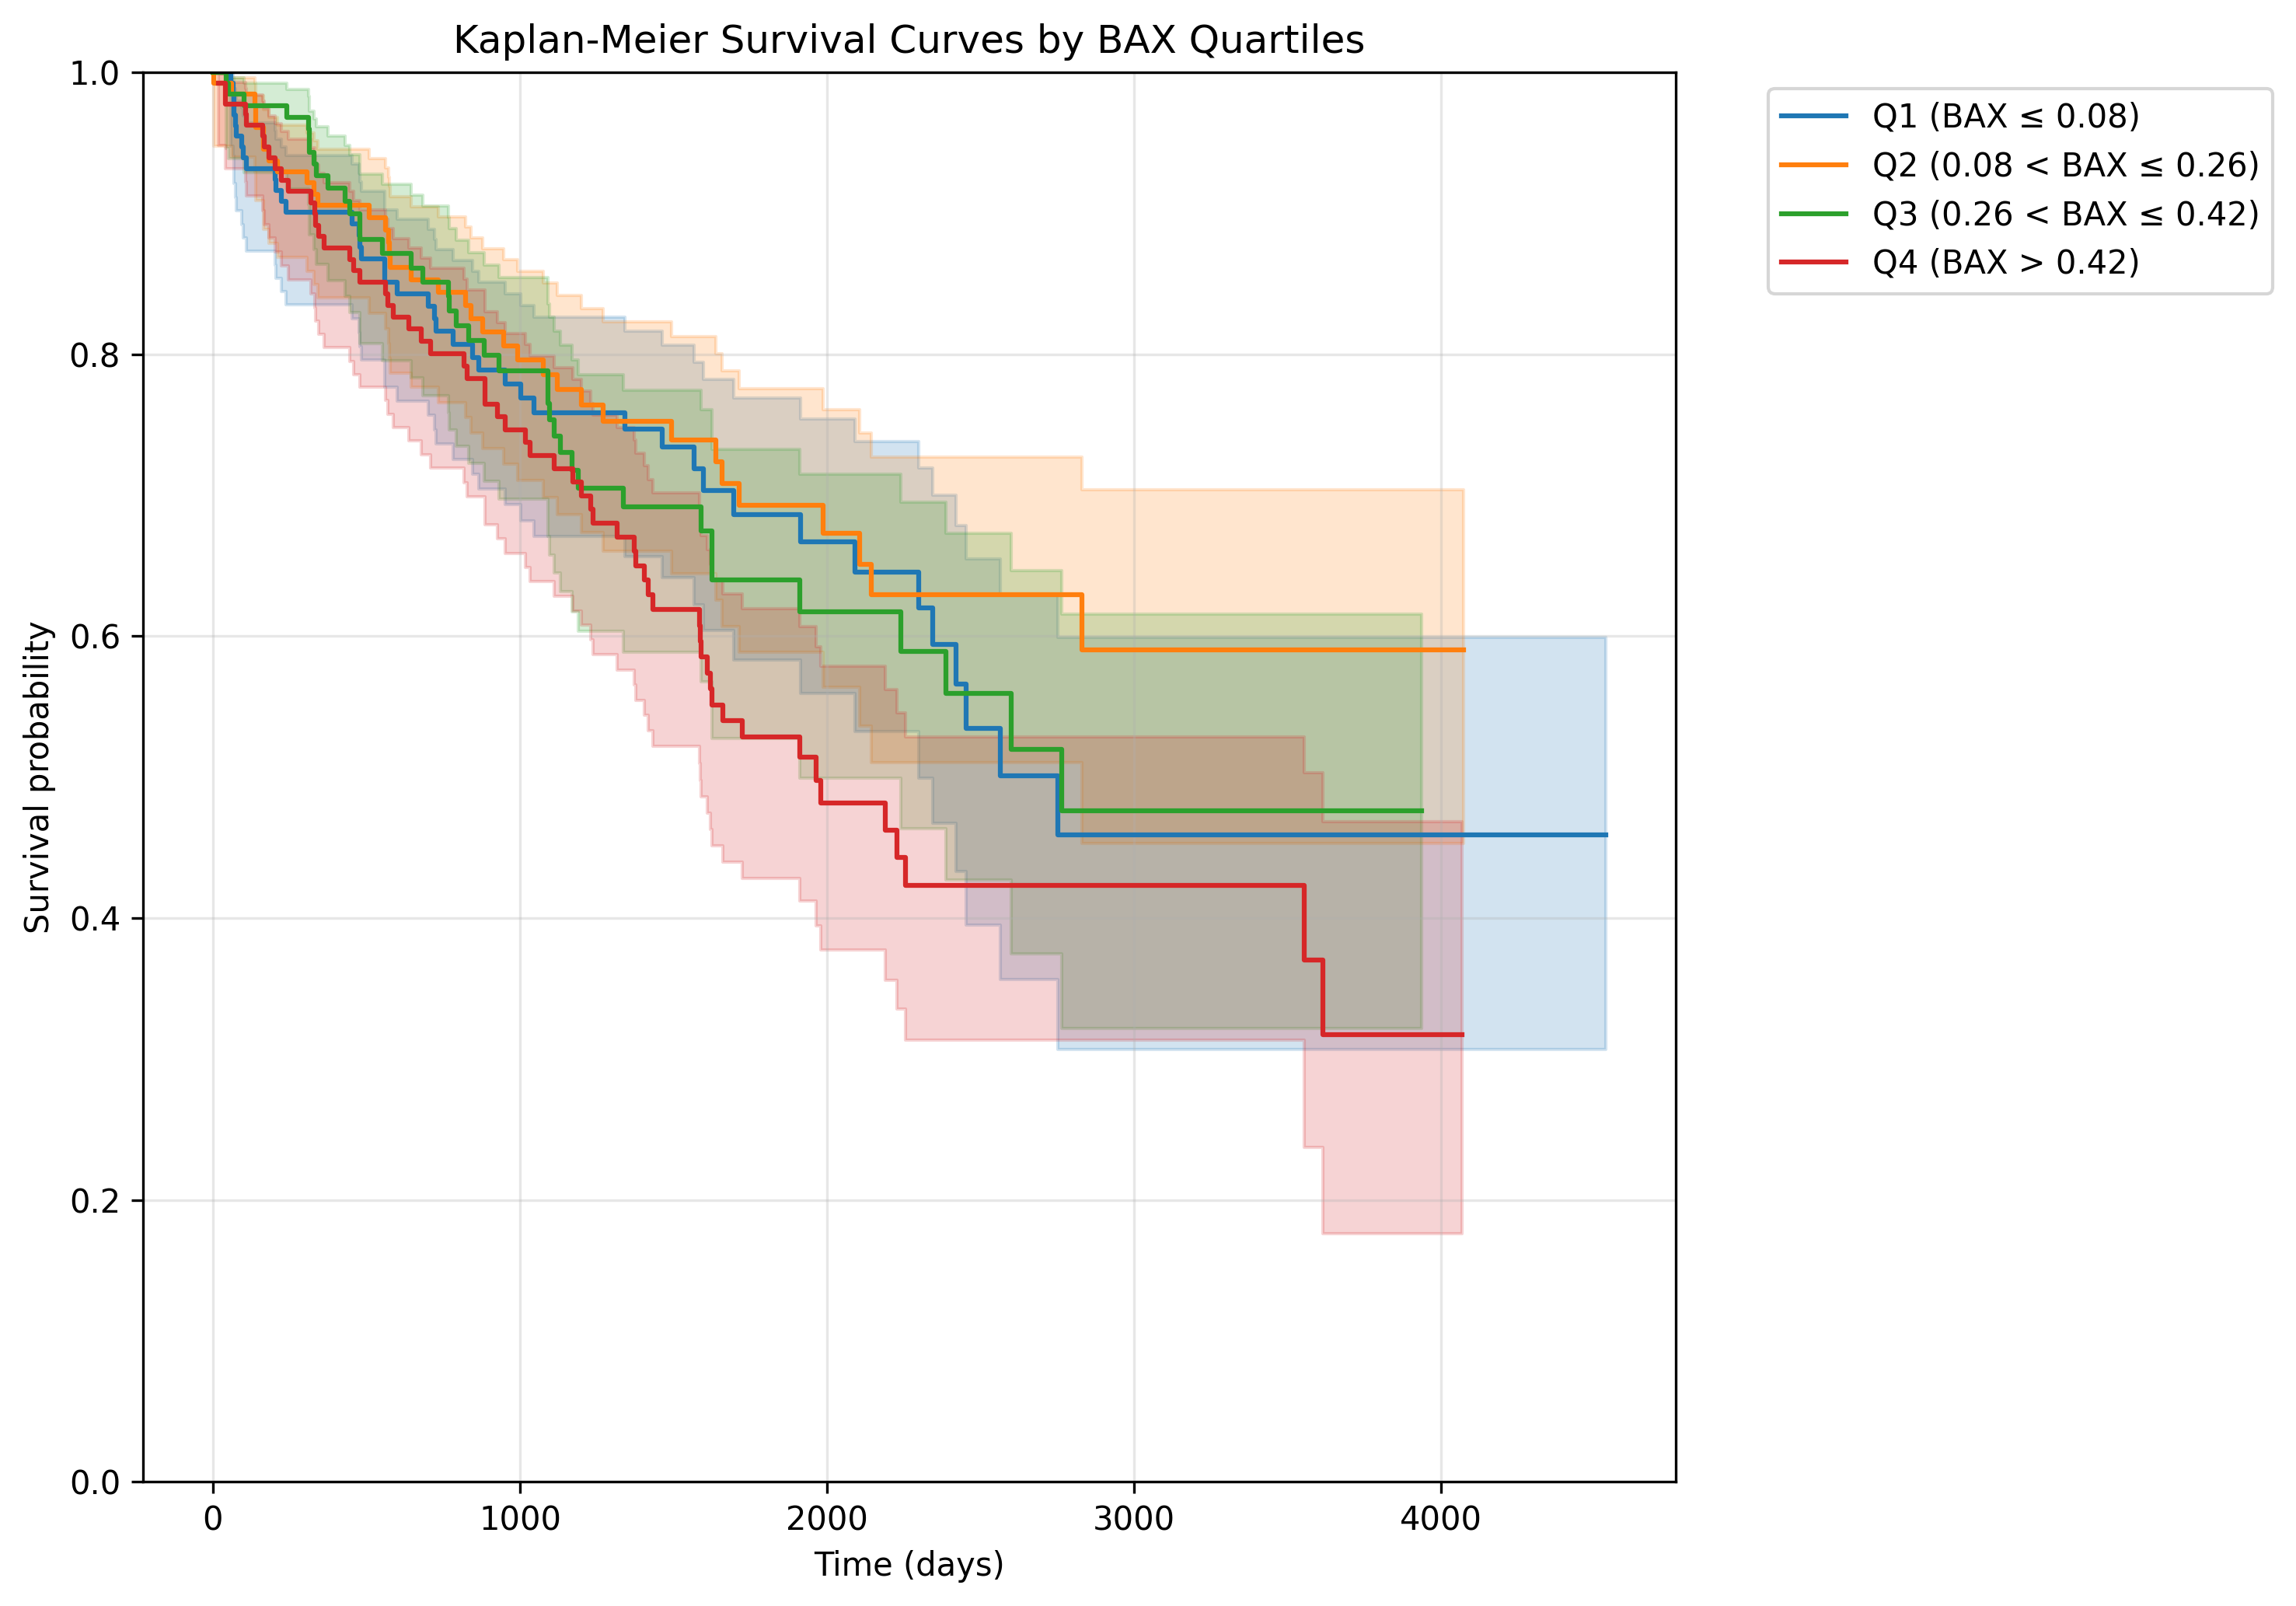 Kaplan-Meier Survival Curves by BAX Quartiles
Q1 (BAX ≤ 0.08)
Q2 (0.08 < BAX ≤ 0.26)
Q3 (0.26 < BAX ≤ 0.42)
Q4 (BAX > 0.42)
Survival probability
1.0
0.8
0.6
0.4
0.2
0.0
0 1000 2000 3000 4000
Time (days)